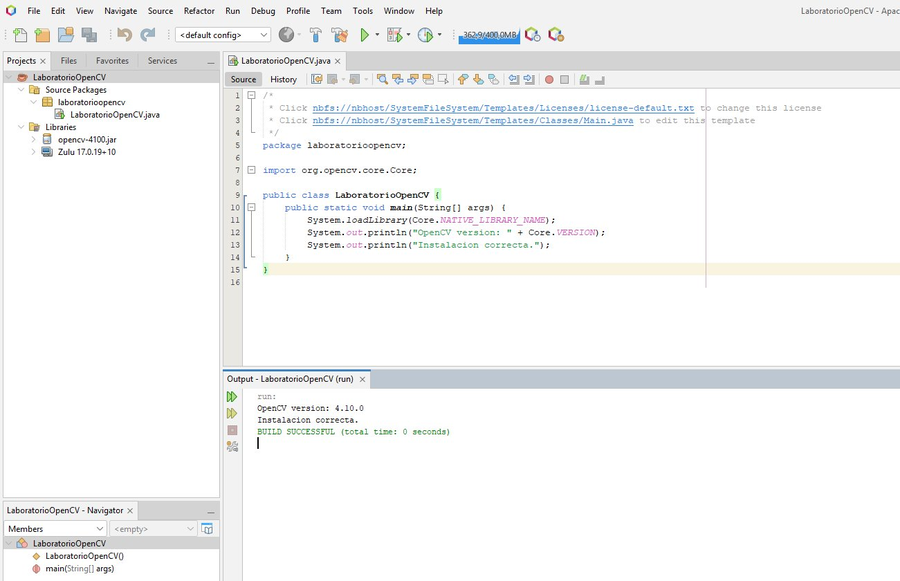 File Edit View Navigate Source Refactor Run Debug Profile Team Tools Window Help
LaboratorioOpenCV - Apac
<default config>
362,9/400,0MB
Projects Files Favorites Services
LaboratorioOpenCV
Source Packages
laboratorioopencv
LaboratorioOpenCV.java
Libraries
opencv-4100.jar
Zulu 17.0.19+10
LaboratorioOpenCV.java
Source History
1 /*
2 * Click nbfs://nbhost/SystemFileSystem/Templates/Licenses/license-default.txt to change this license
3 * Click nbfs://nbhost/SystemFileSystem/Templates/Classes/Main.java to edit this template
4 */
5 package laboratorioopencv;
6
7 import org.opencv.core.Core;
8
9 public class LaboratorioOpenCV {
10 public static void main(String[] args) {
11 System.loadLibrary(Core.NATIVE_LIBRARY_NAME);
12 System.out.println("OpenCV version: " + Core.VERSION);
13 System.out.println("Instalacion correcta.");
14 }
15 }
16
Output - LaboratorioOpenCV (run)
run:
OpenCV version: 4.10.0
Instalacion correcta.
BUILD SUCCESSFUL (total time: 0 seconds)
LaboratorioOpenCV - Navigator
Members <empty>
LaboratorioOpenCV
LaboratorioOpenCV()
main(String[] args)